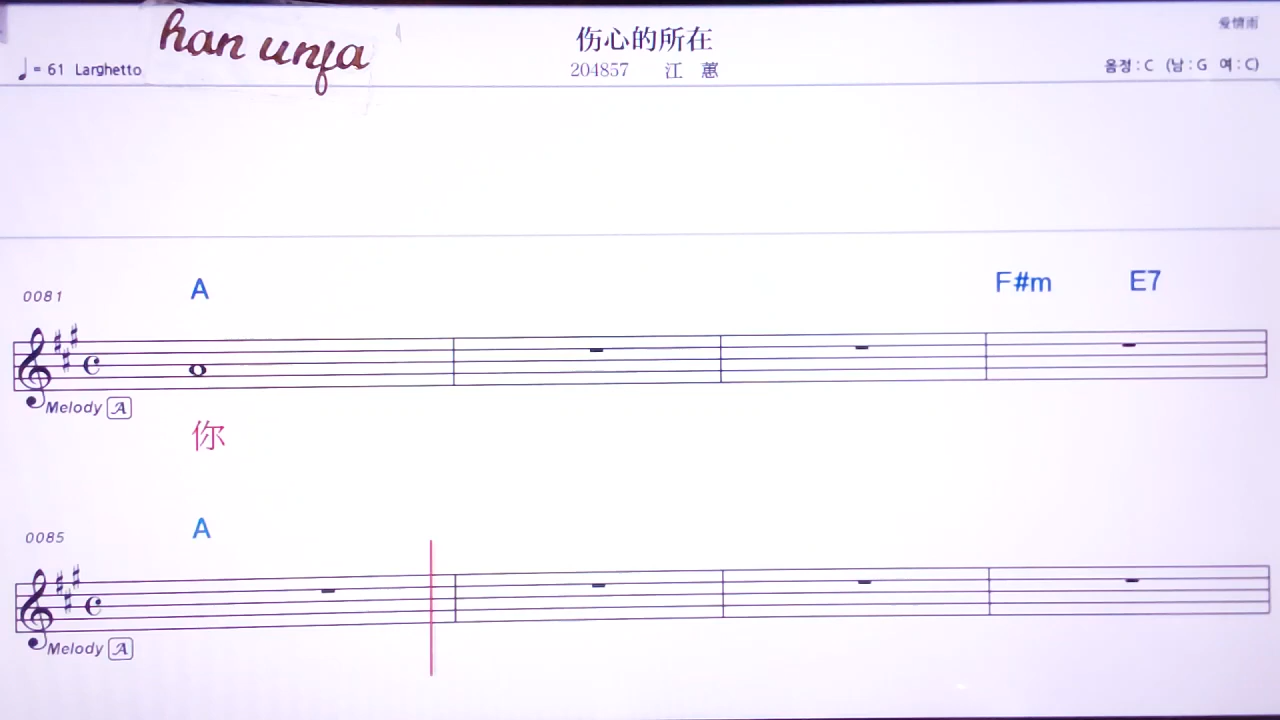 han unfa
伤心的所在
爱情雨
♩ = 61 Larghetto
204857 江 蕙
음정 : C (남 : G 여 : C)
0081
A F#m E7
Melody A
你
0085
A
Melody A